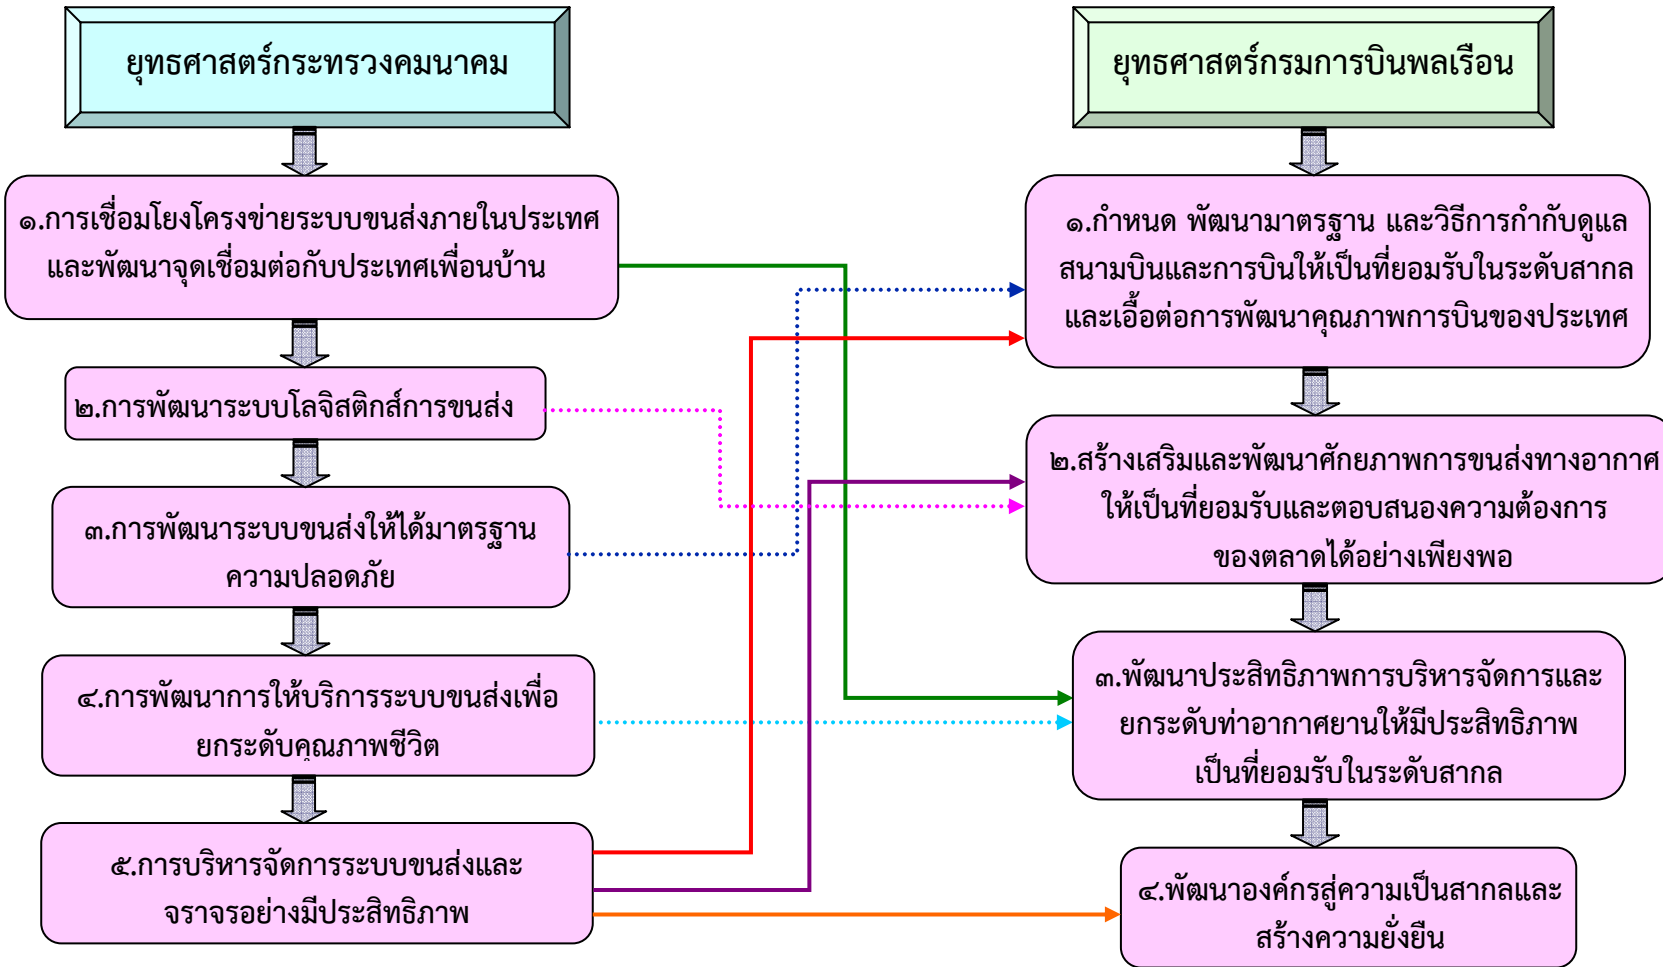 ยุทธศาสตร์กระทรวงคมนาคม
๑.การเชื่อมโยงโครงข่ายระบบขนส่งภายในประเทศ
และพัฒนาจุดเชื่อมต่อกับประเทศเพื่อนบ้าน
๒.การพัฒนาระบบโลจิสติกส์การขนส่ง
๓.การพัฒนาระบบขนส่งให้ได้มาตรฐาน
ความปลอดภัย
๔.การพัฒนาการให้บริการระบบขนส่งเพื่อ
ยกระดับคุณภาพชีวิต
๕.การบริหารจัดการระบบขนส่งและ
จราจรอย่างมีประสิทธิภาพ
ยุทธศาสตร์กรมการบินพลเรือน
๑.กำหนด พัฒนามาตรฐาน และวิธีการกำกับดูแล
สนามบินและการบินให้เป็นที่ยอมรับในระดับสากล
และเอื้อต่อการพัฒนาคุณภาพการบินของประเทศ
๒.สร้างเสริมและพัฒนาศักยภาพการขนส่งทางอากาศ
ให้เป็นที่ยอมรับและตอบสนองความต้องการ
ของตลาดได้อย่างเพียงพอ
๓.พัฒนาประสิทธิภาพการบริหารจัดการและ
ยกระดับท่าอากาศยานให้มีประสิทธิภาพ
เป็นที่ยอมรับในระดับสากล
๔.พัฒนาองค์กรสู่ความเป็นสากลและ
สร้างความยั่งยืน